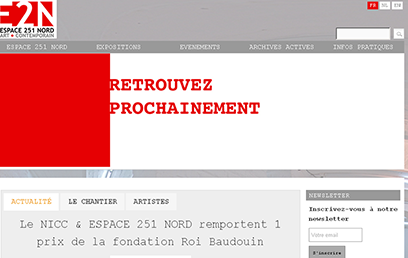 E2N
ESPACE 251 NORD
ART + CONTEMPORAIN
FR NL EN
ESPACE 251 NORD EXPOSITIONS EVENEMENTS ARCHIVES ACTIVES INFOS PRATIQUES
RETROUVEZ
PROCHAINEMENT
ACTUALITÉ LE CHANTIER ARTISTES
Le NICC & ESPACE 251 NORD remportent 1
prix de la fondation Roi Baudouin
NEWSLETTER
Inscrivez-vous à notre
newsletter
Votre email
S'inscrire